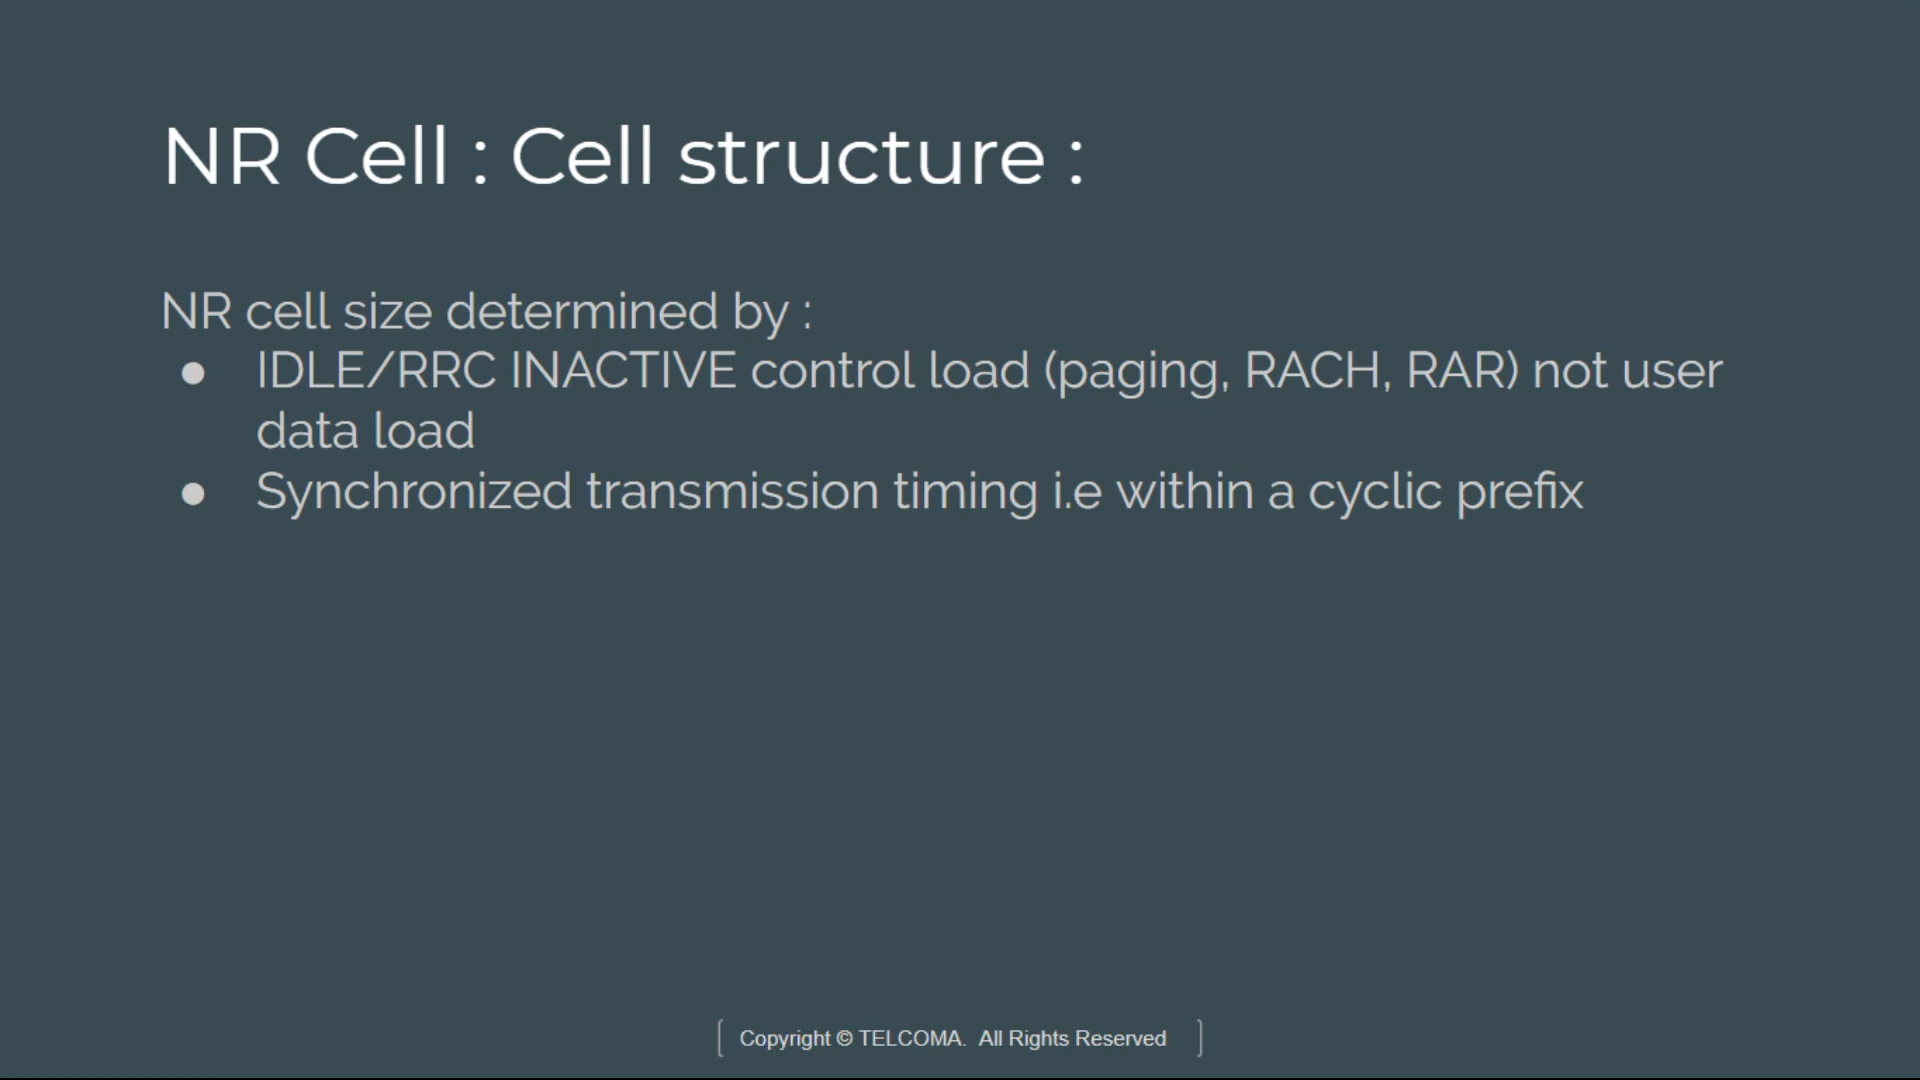 NR Cell : Cell structure :
NR cell size determined by :
● IDLE/RRC INACTIVE control load (paging, RACH, RAR) not user
data load
● Synchronized transmission timing i.e within a cyclic prefix
Copyright © TELCOMA. All Rights Reserved